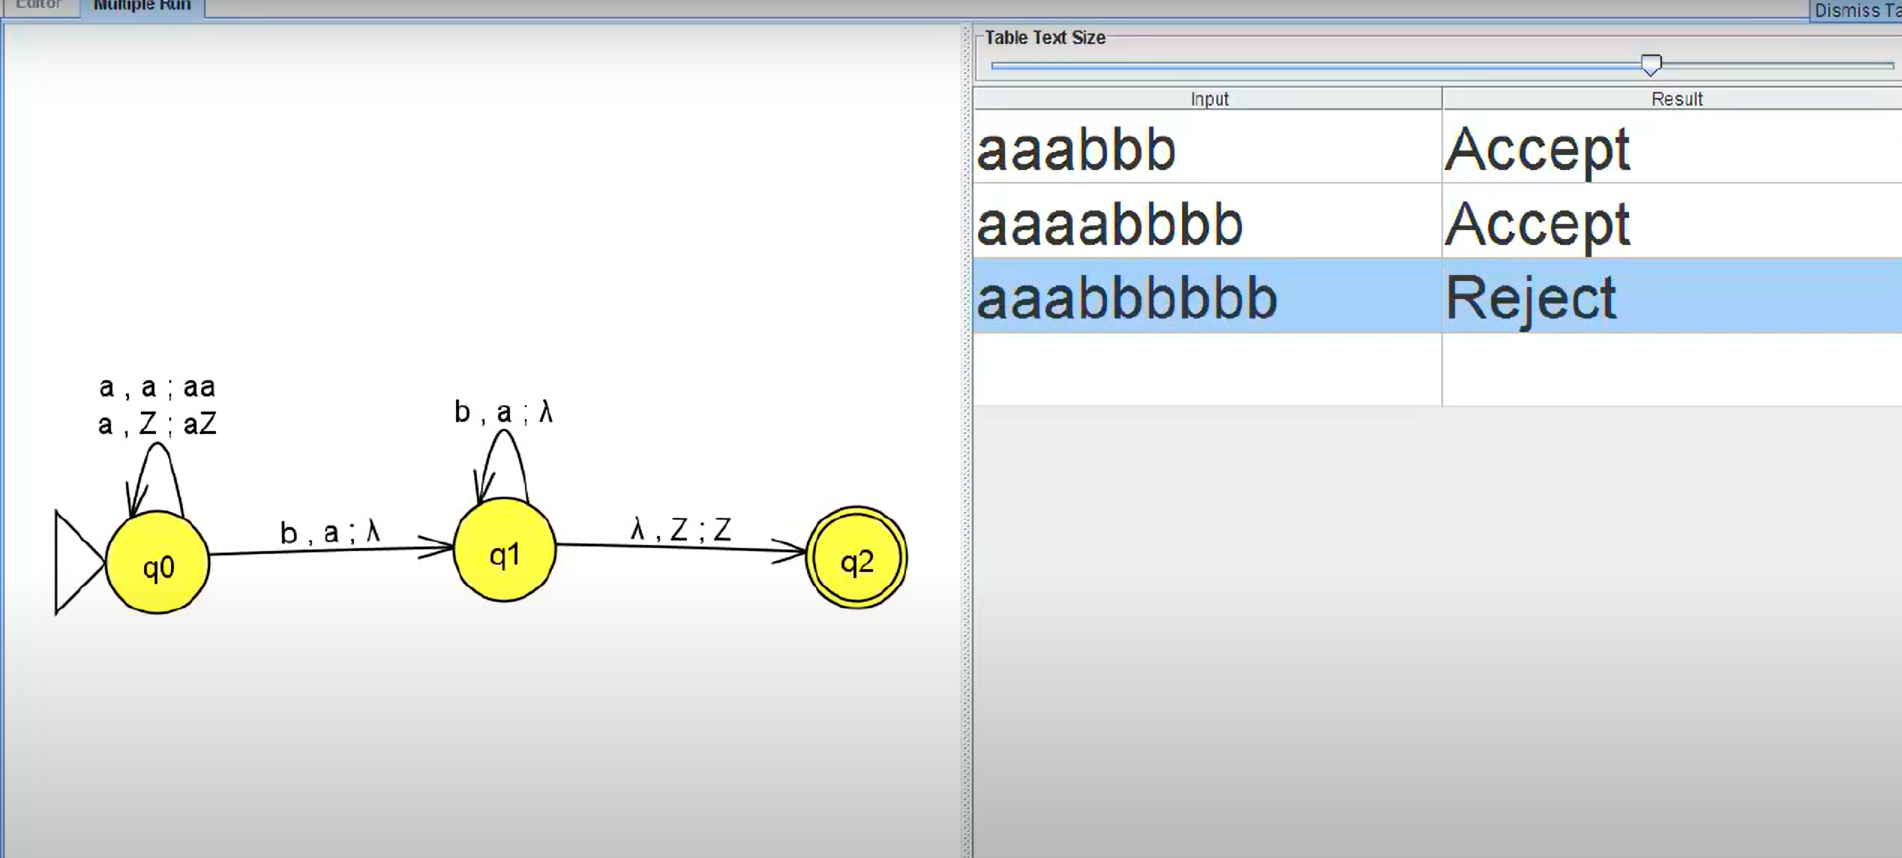 Editor Multiple Run
Dismiss Ta
Table Text Size
Input Result
aaabbb Accept
aaaabbbb Accept
aaabbbbbb Reject
a , a ; aa
a , Z ; aZ
b , a ; λ
b , a ; λ
λ , Z ; Z
q0
q1
q2